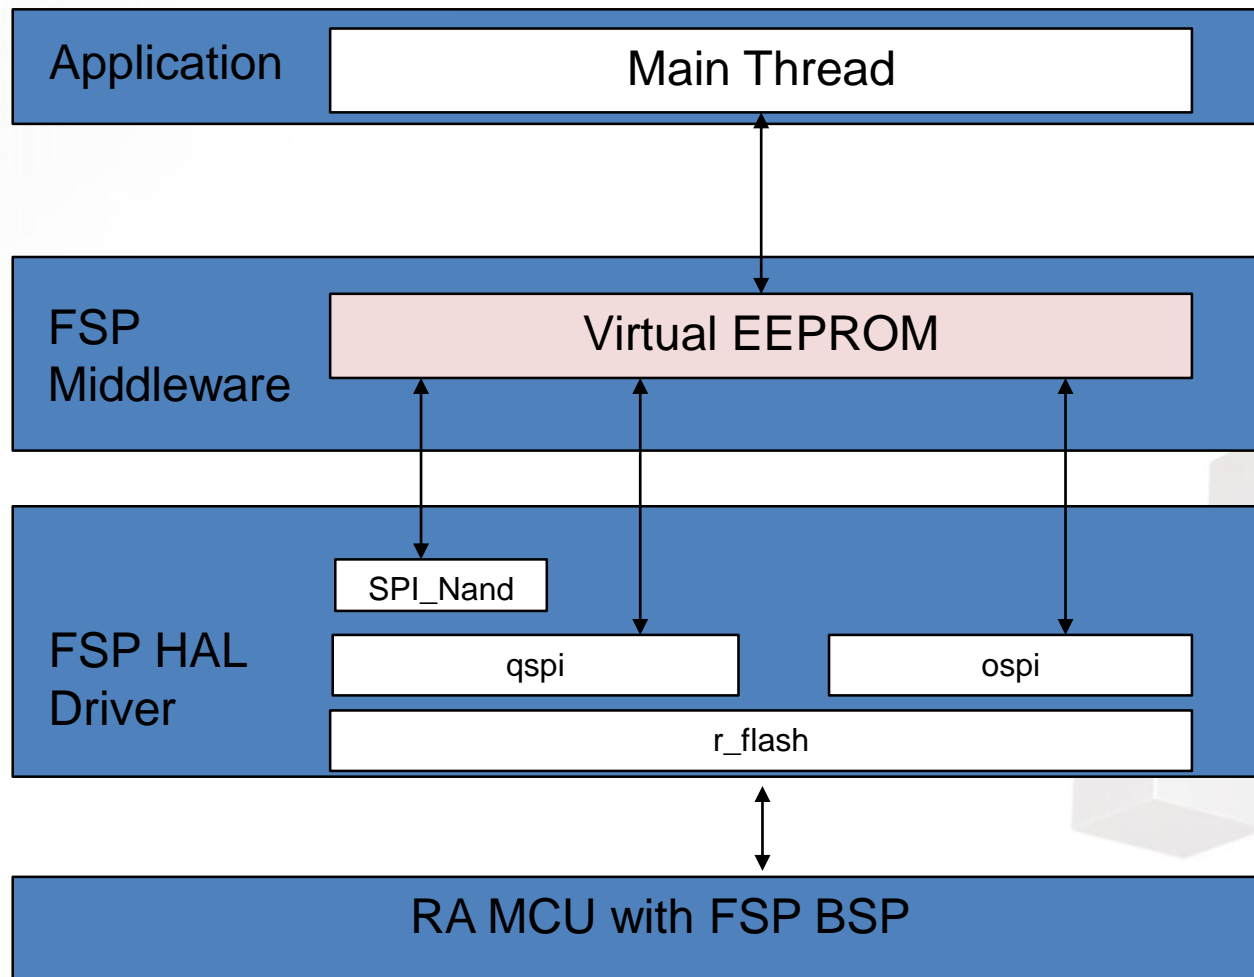 Application
Main Thread
FSP
Middleware
Virtual EEPROM
FSP HAL
Driver
SPI_Nand
qspi
ospi
r_flash
RA MCU with FSP BSP